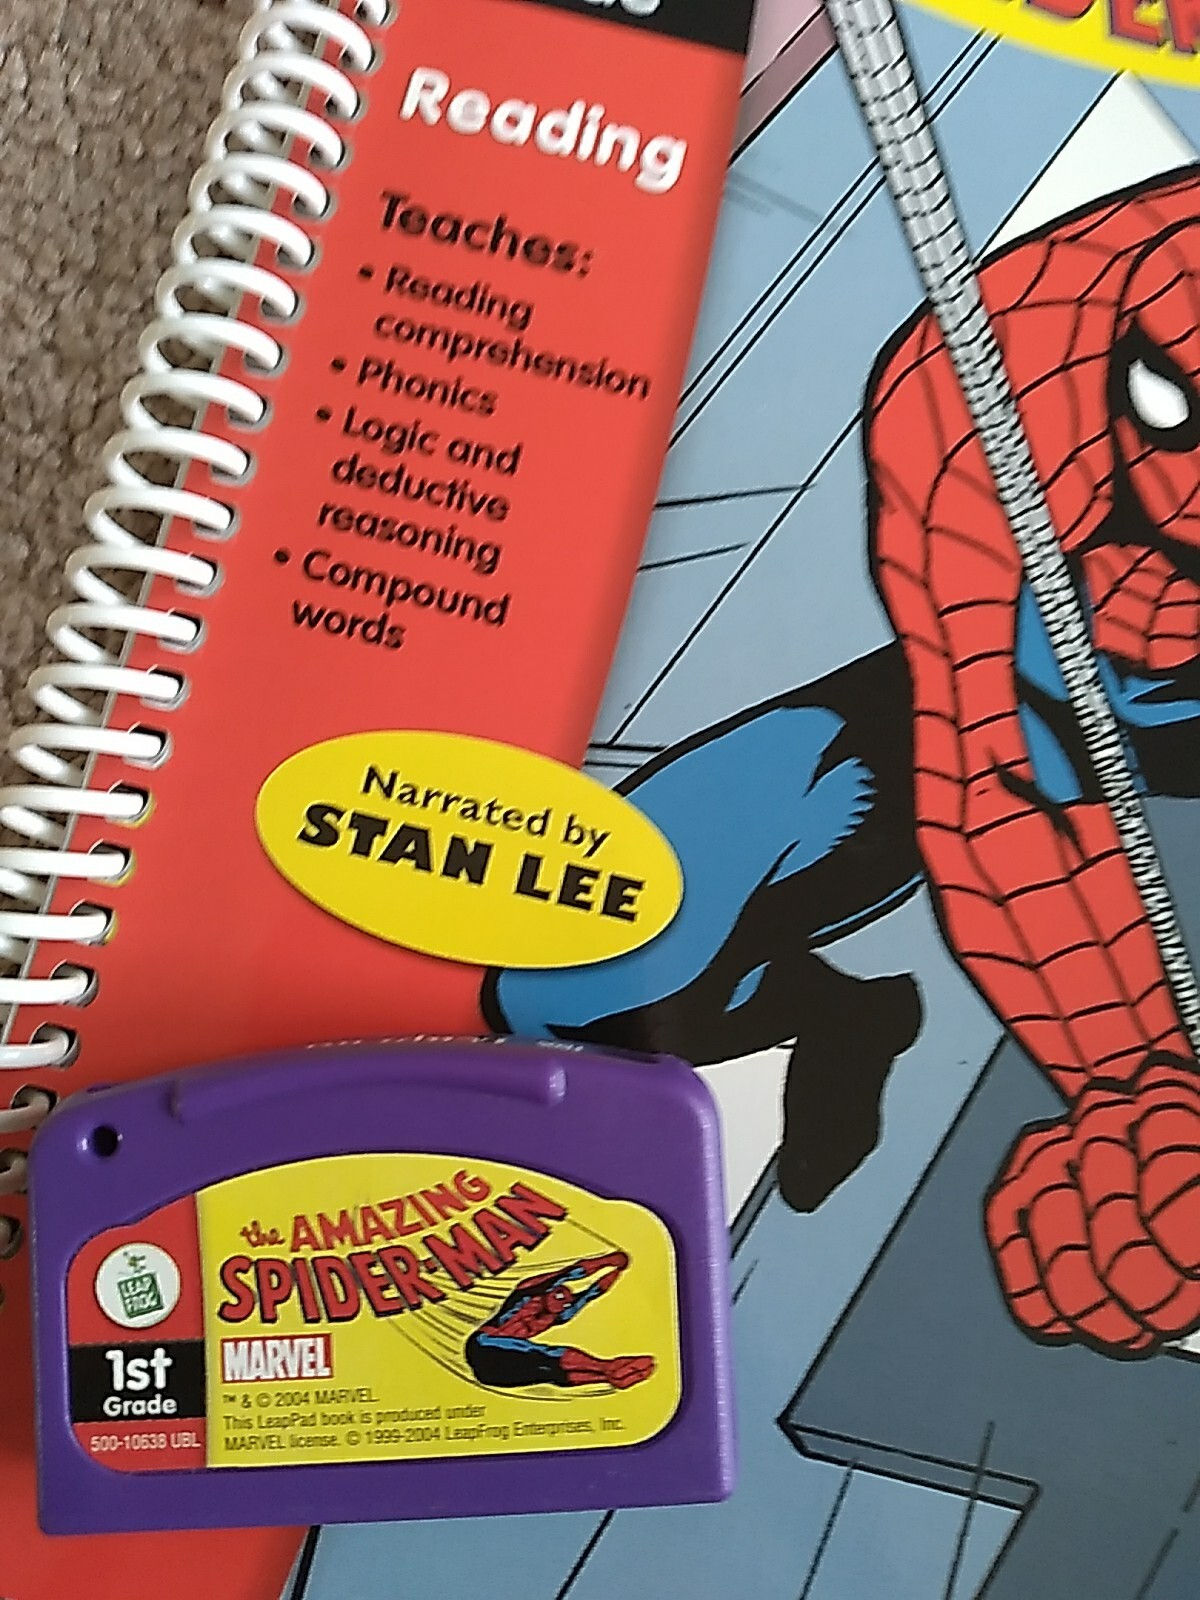 Reading
Teaches:
• Reading
comprehension
• Phonics
• Logic and
deductive
reasoning
• Compound
words
Narrated by
STAN LEE
the AMAZING
SPIDER-MAN
LEAP
FROG
MARVEL
1st
Grade
500-10638 UBL
™ & © 2004 MARVEL.
This LeapPad book is produced under
MARVEL license. © 1999-2004 LeapFrog Enterprises, Inc.